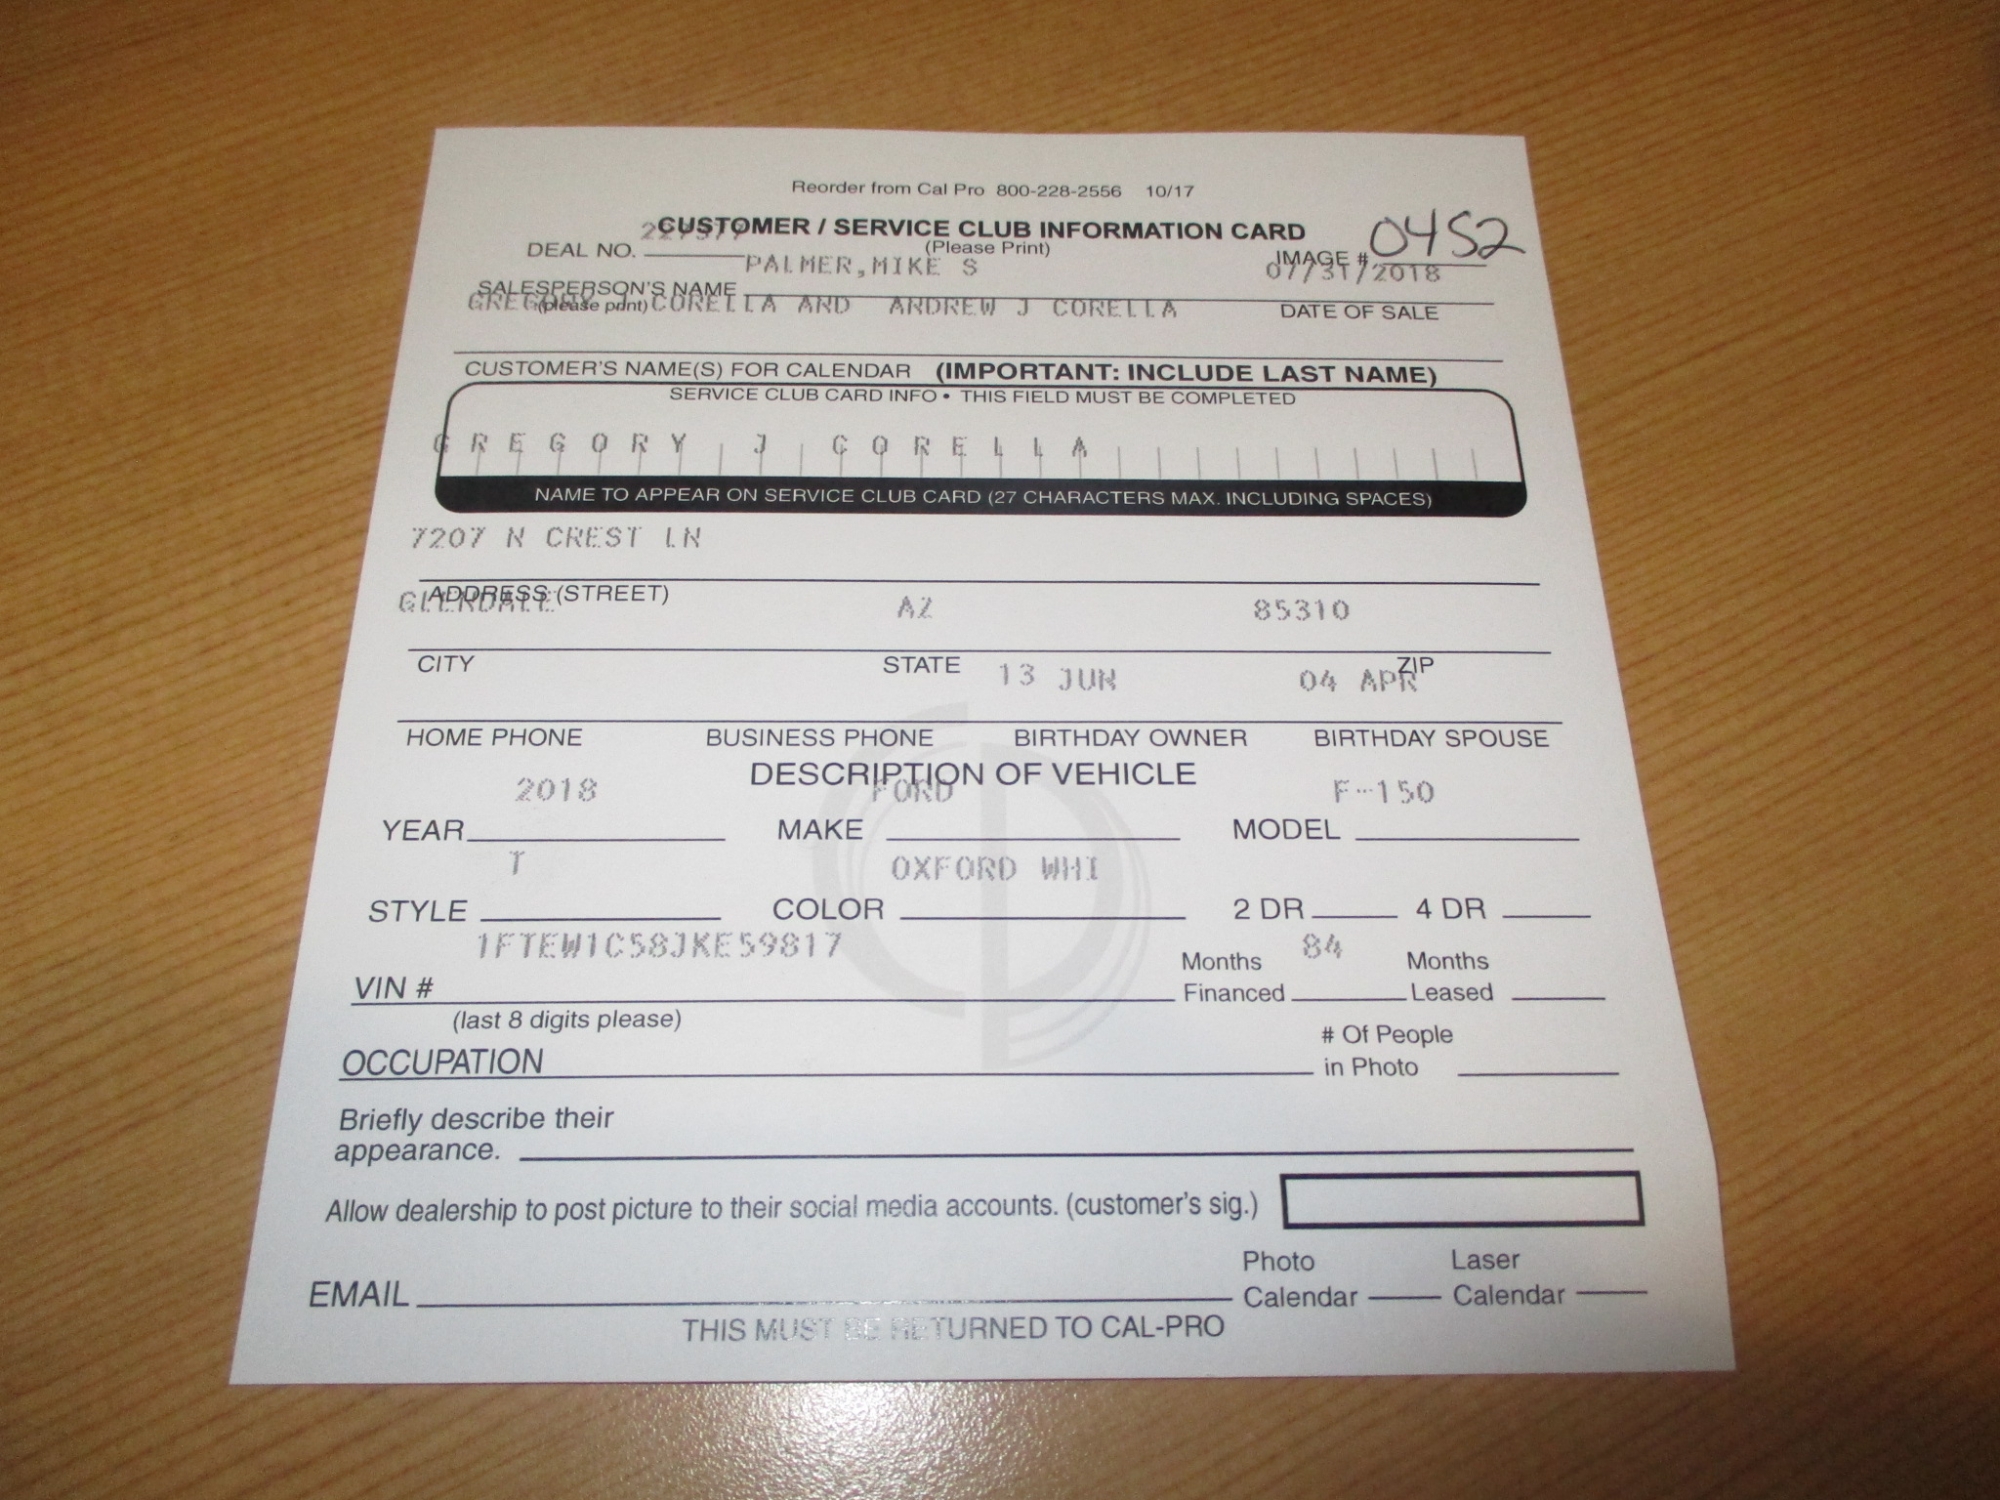 Reorder from Cal Pro 800-228-2556 10/17
CUSTOMER / SERVICE CLUB INFORMATION CARD
(Please Print)
DEAL NO.
IMAGE # 0452
PALMER,MIKE S
07/31/2018
SALESPERSON'S NAME
(please print)
DATE OF SALE
GREGORY J CORELLA AND ANDREW J CORELLA
CUSTOMER'S NAME(S) FOR CALENDAR (IMPORTANT: INCLUDE LAST NAME)
SERVICE CLUB CARD INFO • THIS FIELD MUST BE COMPLETED
GREGORY J CORELLA
NAME TO APPEAR ON SERVICE CLUB CARD (27 CHARACTERS MAX. INCLUDING SPACES)
7207 N CREST LN
ADDRESS (STREET)
GLENDALE AZ 85310
CITY STATE ZIP
13 JUN 04 APR
HOME PHONE BUSINESS PHONE BIRTHDAY OWNER BIRTHDAY SPOUSE
DESCRIPTION OF VEHICLE
2018 FORD F-150
YEAR MAKE MODEL
T OXFORD WHI
STYLE COLOR 2 DR 4 DR
1FTEW1C58JKE59817 84
VIN # Months Financed Months Leased
(last 8 digits please)
OCCUPATION # Of People in Photo
Briefly describe their
appearance.
Allow dealership to post picture to their social media accounts. (customer's sig.)
EMAIL Photo Calendar Laser Calendar
THIS MUST BE RETURNED TO CAL-PRO